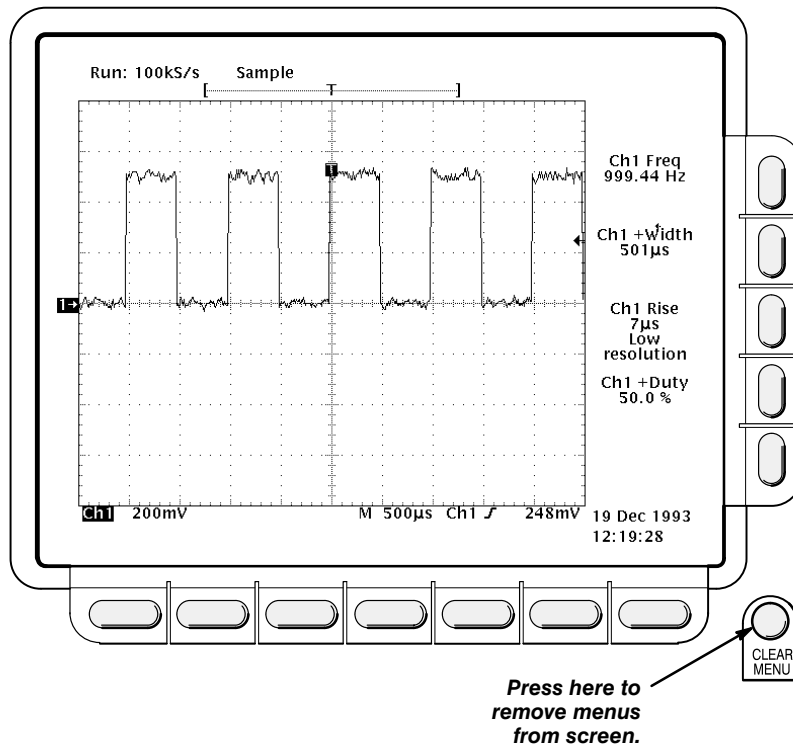 Run: 100kS/s Sample
[ T ]
T
Ch1 Freq
999.44 Hz
Ch1 +Width
501µs
1→
Ch1 Rise
7µs
Low
resolution
Ch1 +Duty
50.0 %
Ch1 200mV M 500µs Ch1 ƒ 248mV
19 Dec 1993
12:19:28
CLEAR
MENU
Press here to
remove menus
from screen.